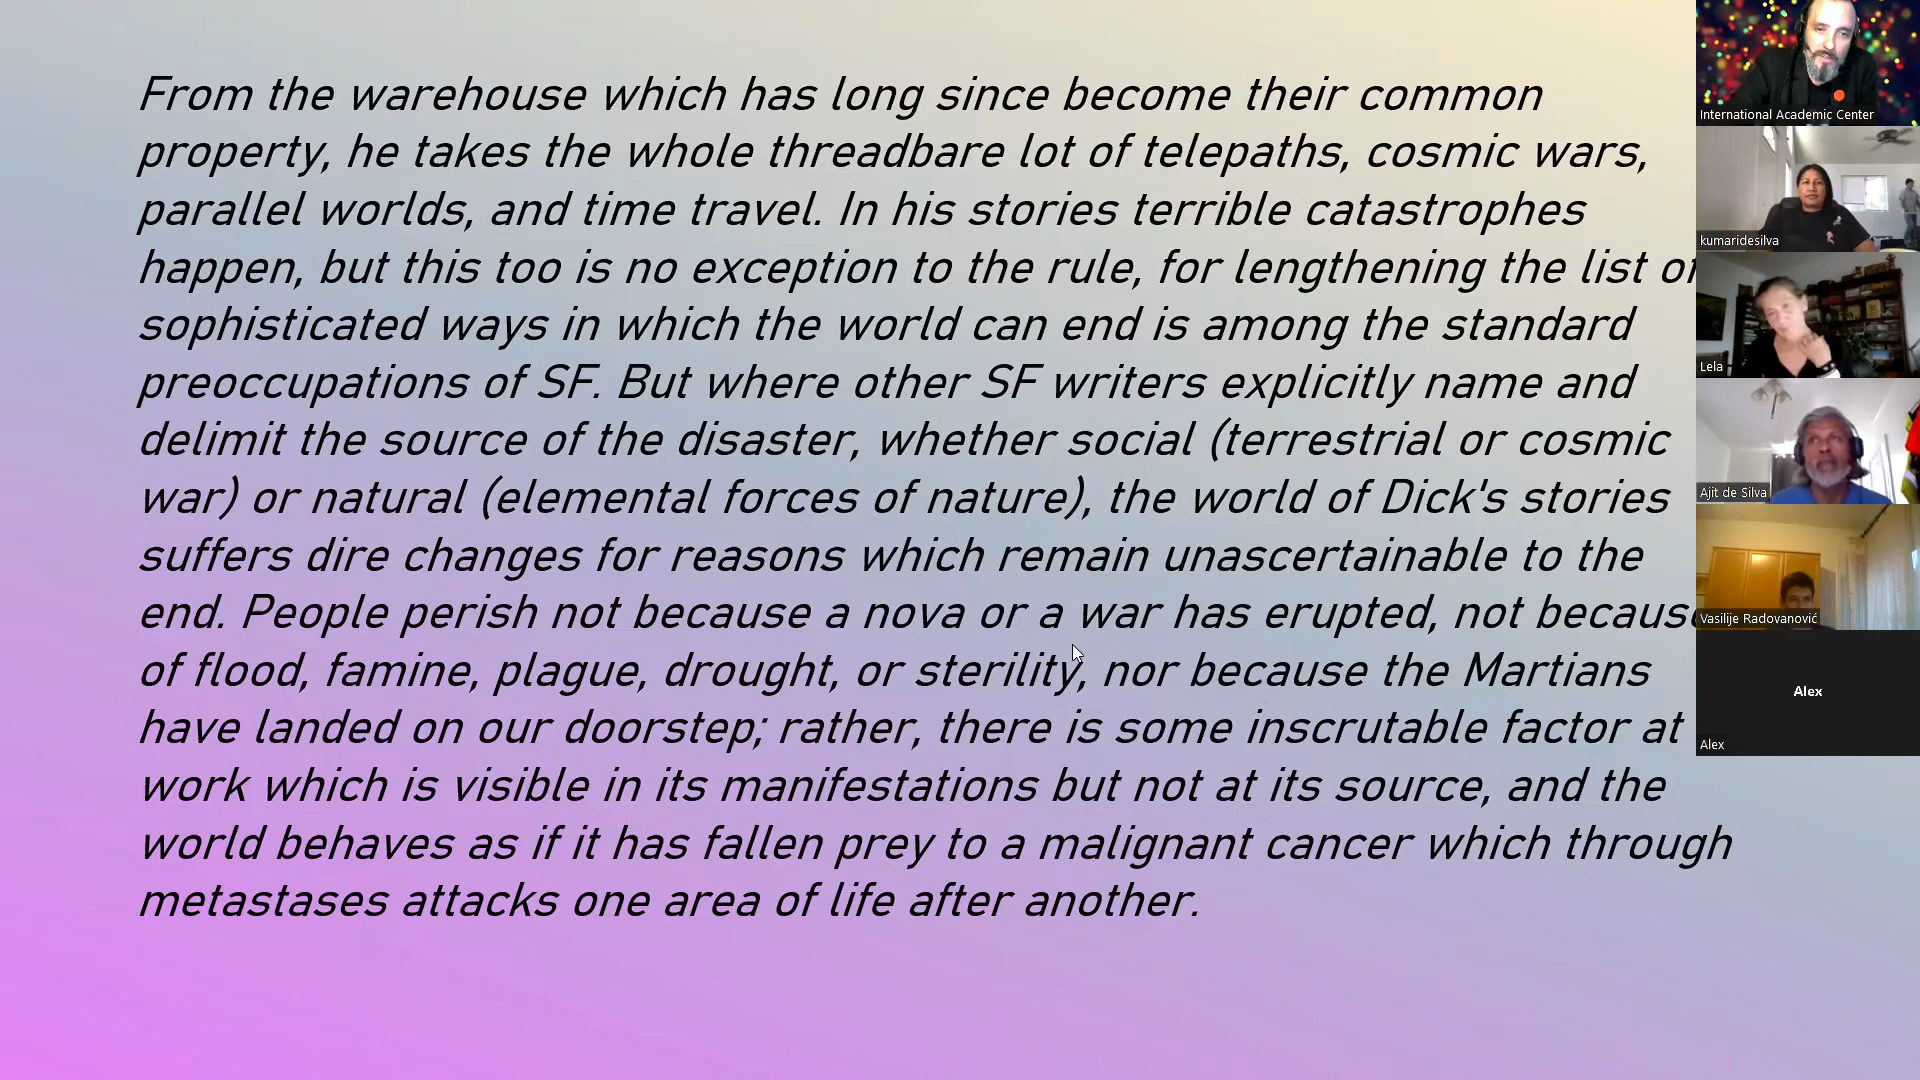 From the warehouse which has long since become their common
property, he takes the whole threadbare lot of telepaths, cosmic wars,
parallel worlds, and time travel. In his stories terrible catastrophes
happen, but this too is no exception to the rule, for lengthening the list of
sophisticated ways in which the world can end is among the standard
preoccupations of SF. But where other SF writers explicitly name and
delimit the source of the disaster, whether social (terrestrial or cosmic
war) or natural (elemental forces of nature), the world of Dick's stories
suffers dire changes for reasons which remain unascertainable to the
end. People perish not because a nova or a war has erupted, not because
of flood, famine, plague, drought, or sterility, nor because the Martians
have landed on our doorstep; rather, there is some inscrutable factor at
work which is visible in its manifestations but not at its source, and the
world behaves as if it has fallen prey to a malignant cancer which through
metastases attacks one area of life after another.
International Academic Center
kumaridesilva
Lela
Ajit de Silva
Vasilije Radovanović
Alex
Alex